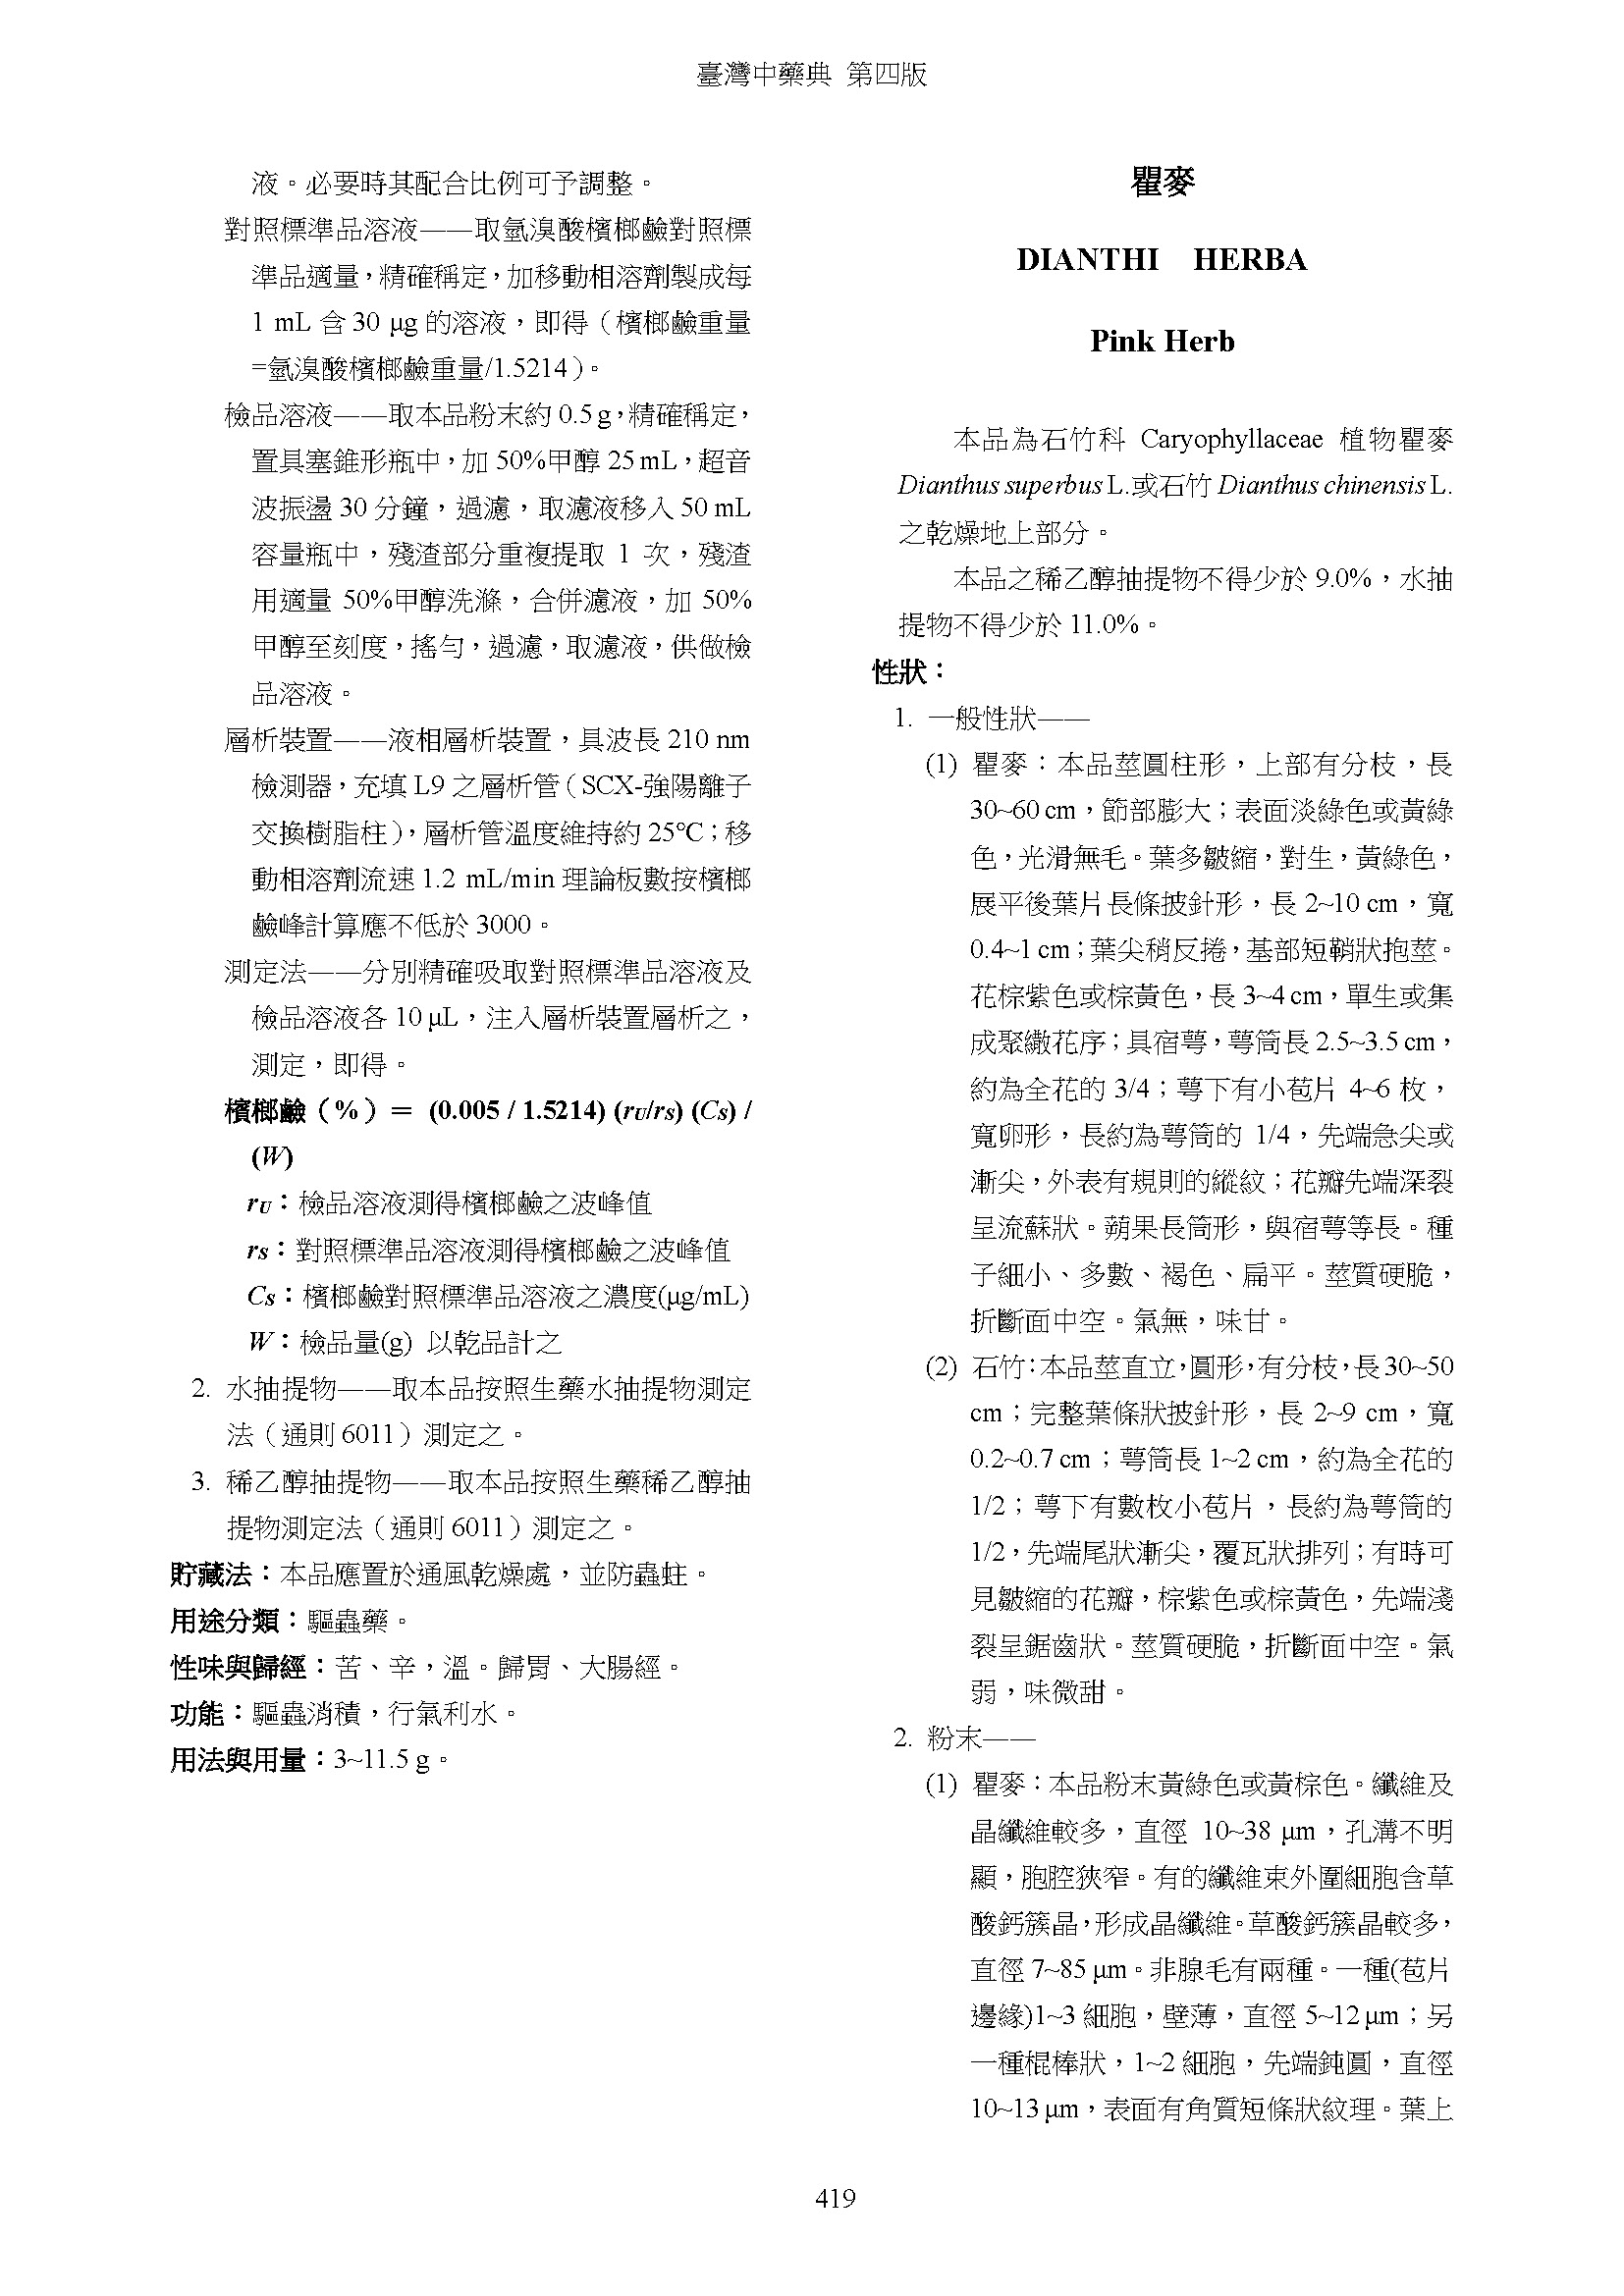 臺灣中藥典 第四版
液。必要時其配合比例可予調整。
對照標準品溶液——取氫溴酸檳榔鹼對照標
準品適量，精確稱定，加移動相溶劑製成每
1 mL 含 30 μg 的溶液，即得（檳榔鹼重量
=氫溴酸檳榔鹼重量/1.5214）。
檢品溶液——取本品粉末約 0.5 g，精確稱定，
置具塞錐形瓶中，加 50%甲醇 25 mL，超音
波振盪 30 分鐘，過濾，取濾液移入 50 mL
容量瓶中，殘渣部分重複提取 1 次，殘渣
用適量 50%甲醇洗滌，合併濾液，加 50%
甲醇至刻度，搖勻，過濾，取濾液，供做檢
品溶液。
層析裝置——液相層析裝置，具波長 210 nm
檢測器，充填 L9 之層析管（SCX-強陽離子
交換樹脂柱），層析管溫度維持約 25℃；移
動相溶劑流速 1.2 mL/min 理論板數按檳榔
鹼峰計算應不低於 3000。
測定法——分別精確吸取對照標準品溶液及
檢品溶液各 10 μL，注入層析裝置層析之，
測定，即得。
檳榔鹼（%）＝ (0.005 / 1.5214) (rU/rS) (CS) /
(W)
rU：檢品溶液測得檳榔鹼之波峰值
rS：對照標準品溶液測得檳榔鹼之波峰值
CS：檳榔鹼對照標準品溶液之濃度(μg/mL)
W：檢品量(g) 以乾品計之
2. 水抽提物——取本品按照生藥水抽提物測定
法（通則 6011）測定之。
3. 稀乙醇抽提物——取本品按照生藥稀乙醇抽
提物測定法（通則 6011）測定之。
貯藏法：本品應置於通風乾燥處，並防蟲蛀。
用途分類：驅蟲藥。
性味與歸經：苦、辛，溫。歸胃、大腸經。
功能：驅蟲消積，行氣利水。
用法與用量：3~11.5 g。
瞿麥
DIANTHI HERBA
Pink Herb
本品為石竹科 Caryophyllaceae 植物瞿麥
Dianthus superbus L.或石竹 Dianthus chinensis L.
之乾燥地上部分。
本品之稀乙醇抽提物不得少於 9.0%，水抽
提物不得少於 11.0%。
性狀：
1. 一般性狀——
(1) 瞿麥：本品莖圓柱形，上部有分枝，長
30~60 cm，節部膨大；表面淡綠色或黃綠
色，光滑無毛。葉多皺縮，對生，黃綠色，
展平後葉片長條披針形，長 2~10 cm，寬
0.4~1 cm；葉尖稍反捲，基部短鞘狀抱莖。
花棕紫色或棕黃色，長 3~4 cm，單生或集
成聚繖花序；具宿萼，萼筒長 2.5~3.5 cm，
約為全花的 3/4；萼下有小苞片 4~6 枚，
寬卵形，長約為萼筒的 1/4，先端急尖或
漸尖，外表有規則的縱紋；花瓣先端深裂
呈流蘇狀。蒴果長筒形，與宿萼等長。種
子細小、多數、褐色、扁平。莖質硬脆，
折斷面中空。氣無，味甘。
(2) 石竹：本品莖直立，圓形，有分枝，長 30~50
cm；完整葉條狀披針形，長 2~9 cm，寬
0.2~0.7 cm；萼筒長 1~2 cm，約為全花的
1/2；萼下有數枚小苞片，長約為萼筒的
1/2，先端尾狀漸尖，覆瓦狀排列；有時可
見皺縮的花瓣，棕紫色或棕黃色，先端淺
裂呈鋸齒狀。莖質硬脆，折斷面中空。氣
弱，味微甜。
2. 粉末——
(1) 瞿麥：本品粉末黃綠色或黃棕色。纖維及
晶纖維較多，直徑 10~38 μm，孔溝不明
顯，胞腔狹窄。有的纖維束外圍細胞含草
酸鈣簇晶，形成晶纖維。草酸鈣簇晶較多，
直徑 7~85 μm。非腺毛有兩種。一種(苞片
邊緣)1~3 細胞，壁薄，直徑 5~12 μm；另
一種棍棒狀，1~2 細胞，先端鈍圓，直徑
10~13 μm，表面有角質短條狀紋理。葉上
419